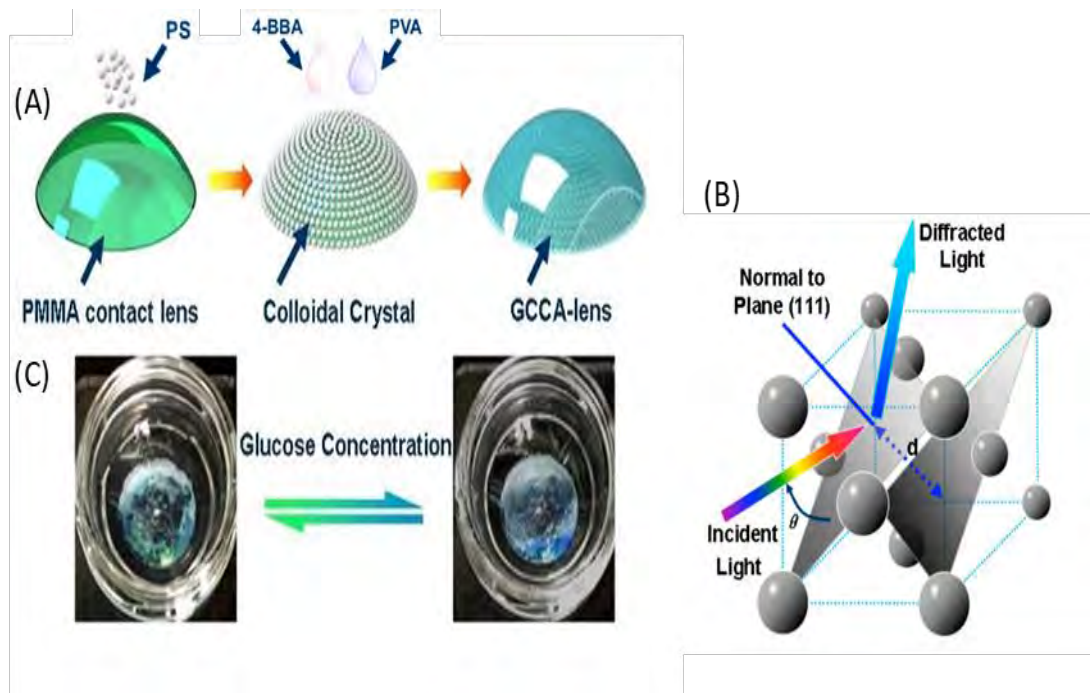 (A)
PS
4-BBA
PVA
PMMA contact lens
Colloidal Crystal
GCCA-lens
(B)
Diffracted
Light
Normal to
Plane (111)
d
θ
Incident
Light
(C)
Glucose Concentration